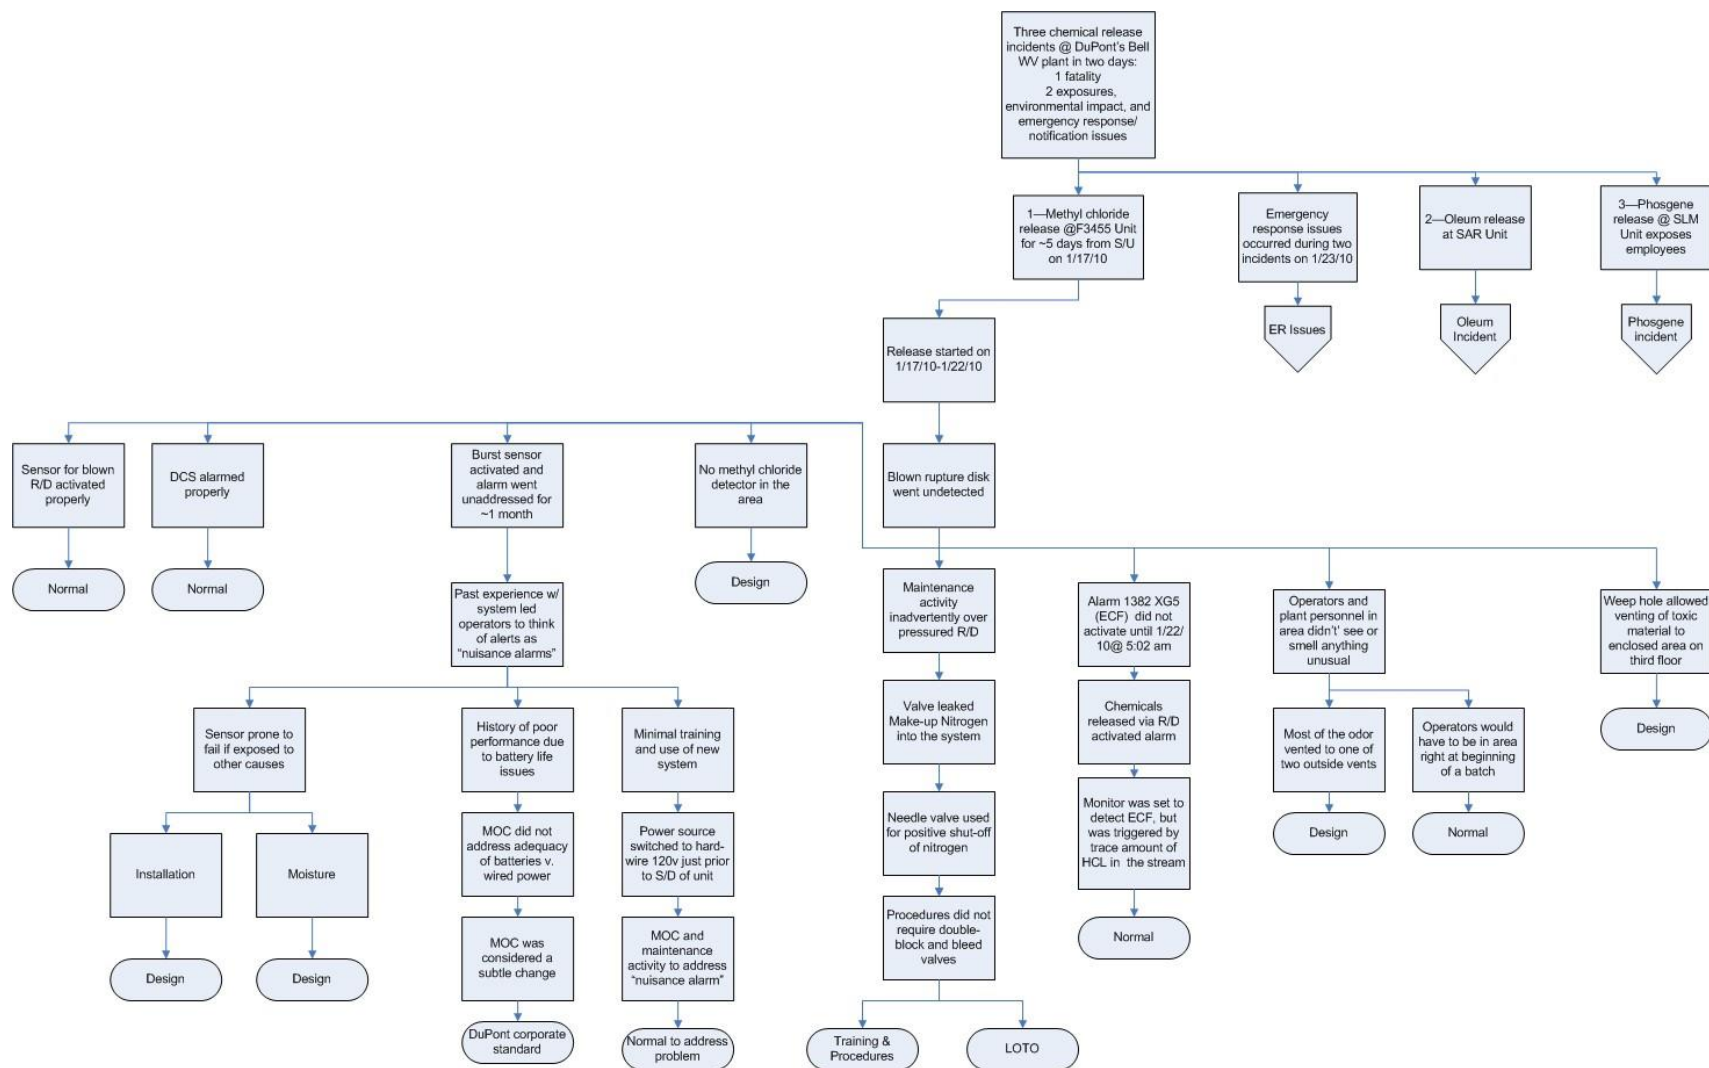 Three chemical release
incidents @ DuPont's Bell
WV plant in two days:
1 fatality
2 exposures,
environmental impact, and
emergency response/
notification issues
1—Methyl chloride
release @F3455 Unit
for ~5 days from S/U
on 1/17/10
Emergency
response issues
occurred during two
incidents on 1/23/10
2—Oleum release
at SAR Unit
3—Phosgene
release @ SLM
Unit exposes
employees
ER Issues
Oleum
Incident
Phosgene
incident
Release started on
1/17/10-1/22/10
Sensor for blown
R/D activated
properly
DCS alarmed
properly
Burst sensor
activated and
alarm went
unaddressed for
~1 month
No methyl chloride
detector in the
area
Blown rupture disk
went undetected
Normal
Normal
Design
Past experience w/
system led
operators to think
of alerts as
“nuisance alarms”
Maintenance
activity
inadvertently over
pressured R/D
Alarm 1382 XG5
(ECF)  did not
activate until 1/22/
10@ 5:02 am
Operators and
plant personnel in
area didn't' see or
smell anything
unusual
Weep hole allowed
venting of toxic
material to
enclosed area on
third floor
Sensor prone to
fail if exposed to
other causes
History of poor
performance due
to battery life
issues
Minimal training
and use of new
system
Valve leaked
Make-up Nitrogen
into the system
Chemicals
released via R/D
activated alarm
Most of the odor
vented to one of
two outside vents
Operators would
have to be in area
right at beginning
of a batch
Design
Installation
Moisture
MOC did not
address adequacy
of batteries v.
wired power
Power source
switched to hard-
wire 120v just prior
to S/D of unit
Needle valve used
for positive shut-off
of nitrogen
Monitor was set to
detect ECF, but
was triggered by
trace amount of
HCL in  the stream
Design
Normal
Design
Design
MOC was
considered a
subtle change
MOC and
maintenance
activity to address
“nuisance alarm”
Procedures did not
require double-
block and bleed
valves
Normal
DuPont corporate
standard
Normal to address
problem
Training &
Procedures
LOTO